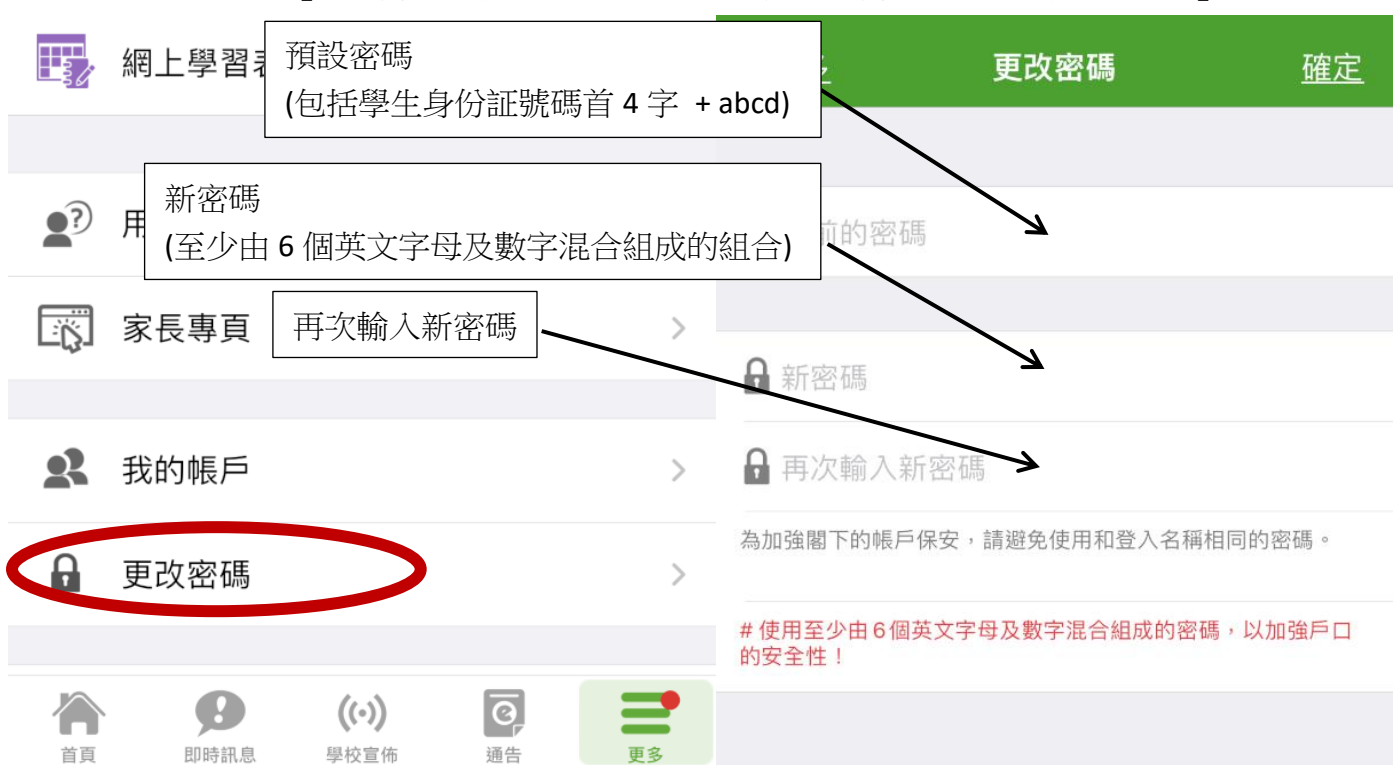 網上學習
預設密碼
(包括學生身份証號碼首 4 字 + abcd)
新密碼
(至少由 6 個英文字母及數字混合組成的組合)
用
家長專頁
再次輸入新密碼
我的帳戶
更改密碼
首頁
即時訊息
學校宣佈
通告
更多
更改密碼
確定
前的密碼
新密碼
再次輸入新密碼
為加強閣下的帳戶保安，請避免使用和登入名稱相同的密碼。
# 使用至少由6個英文字母及數字混合組成的密碼，以加強戶口
的安全性！